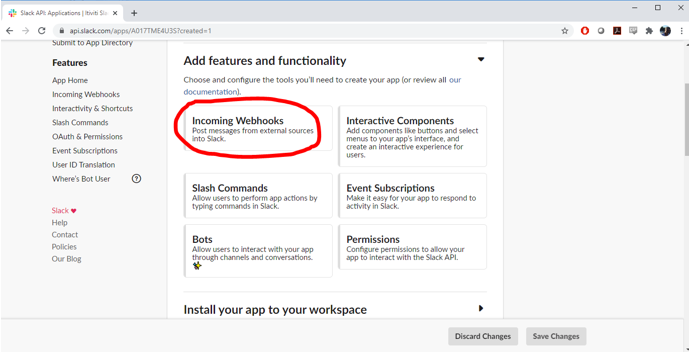 Slack API: Applications | Itiviti Sl
api.slack.com/apps/A017TME4U3S?created=1
Submit to App Directory
Features
App Home
Incoming Webhooks
Interactivity & Shortcuts
Slash Commands
OAuth & Permissions
Event Subscriptions
User ID Translation
Where's Bot User
Slack
Help
Contact
Policies
Our Blog
Add features and functionality
Choose and configure the tools you'll need to create your app (or review all our
documentation).
Incoming Webhooks
Post messages from external sources
into Slack.
Interactive Components
Add components like buttons and select
menus to your app's interface, and
create an interactive experience for
users.
Slash Commands
Allow users to perform app actions by
typing commands in Slack.
Event Subscriptions
Make it easy for your app to respond to
activity in Slack.
Bots
Allow users to interact with your app
through channels and conversations.
Permissions
Configure permissions to allow your
app to interact with the Slack API.
Install your app to your workspace
Discard Changes
Save Changes